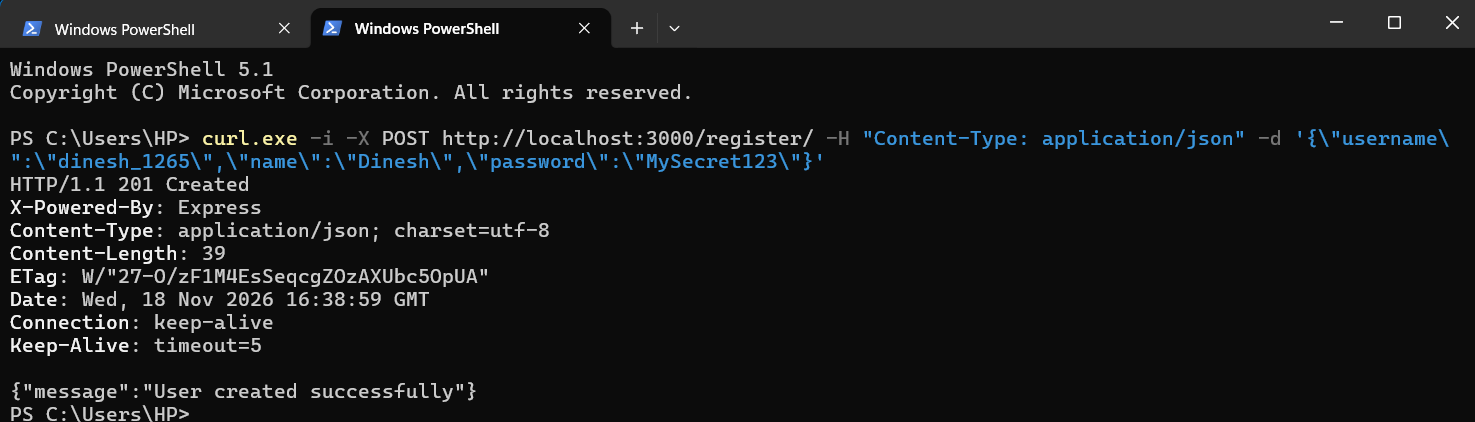 Windows PowerShell
Windows PowerShell
Windows PowerShell 5.1
Copyright (C) Microsoft Corporation. All rights reserved.
PS C:\Users\HP> curl.exe -i -X POST http://localhost:3000/register/ -H "Content-Type: application/json" -d '{\"username\
":\"dinesh_1265\",\"name\":\"Dinesh\",\"password\":\"MySecret123\"}'
HTTP/1.1 201 Created
X-Powered-By: Express
Content-Type: application/json; charset=utf-8
Content-Length: 39
ETag: W/"27-O/zF1M4EsSeqcgZOzAXUbc5OpUA"
Date: Wed, 18 Nov 2026 16:38:59 GMT
Connection: keep-alive
Keep-Alive: timeout=5
{"message":"User created successfully"}
PS C:\Users\HP>